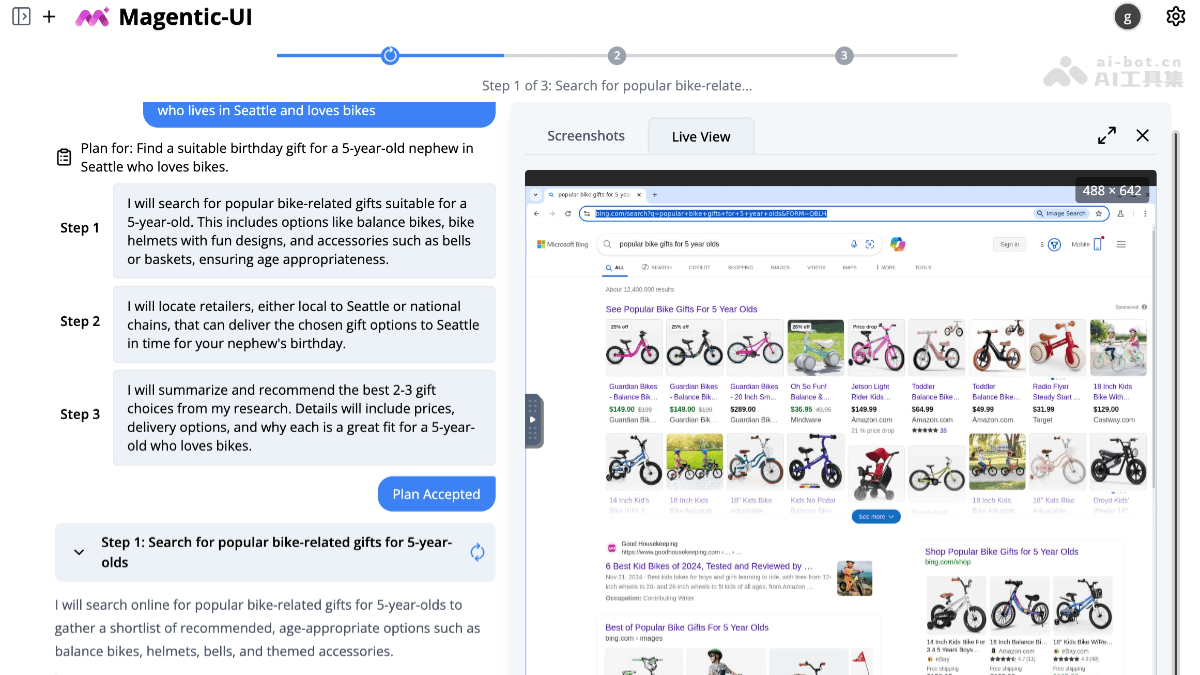 Magentic-UI
g
2
3
Step 1 of 3: Search for popular bike-relate...
ai-bot.cn
AI工具集
who lives in Seattle and loves bikes
Plan for: Find a suitable birthday gift for a 5-year-old nephew in
Seattle who loves bikes.
Step 1
I will search for popular bike-related gifts suitable for a
5-year-old. This includes options like balance bikes, bike
helmets with fun designs, and accessories such as bells
or baskets, ensuring age appropriateness.
Step 2
I will locate retailers, either local to Seattle or national
chains, that can deliver the chosen gift options to Seattle
in time for your nephew's birthday.
Step 3
I will summarize and recommend the best 2-3 gift
choices from my research. Details will include prices,
delivery options, and why each is a great fit for a 5-year-
old who loves bikes.
Plan Accepted
Step 1: Search for popular bike-related gifts for 5-year-
olds
I will search online for popular bike-related gifts for 5-year-olds to
gather a shortlist of recommended, age-appropriate options such as
balance bikes, helmets, bells, and themed accessories.
Screenshots
Live View
488 × 642
popular bike gifts for 5 year
bing.com/search?q=popular+bike+gifts+for+5+year+olds&FORM=QBLH
Image Search
Microsoft Bing
popular bike gifts for 5 year olds
Sign in
5
Mobile
ALL SEARCH COPILOT SHOPPING IMAGES VIDEOS MAPS MORE TOOLS
About 12,400,000 results
See Popular Bike Gifts For 5 Year Olds
Sponsored
25% off
25% off
26% off
Price drop
Guardian Bikes
- Balance Bik...
$149.00 $199
Guardian Bik...
Guardian Bikes
- Balance Bik...
$149.00 $199
Guardian Bik...
Guardian Bikes
- 20 Inch Sm...
$289.00
Guardian Bik...
Oh So Fun!
Balance &...
$36.95 49.95
Mindware
Jetson Light
Rider Kids...
$149.99
Amazon.com
21 % price drop
Toddler
Balance Bike...
$64.99
Amazon.com
38
Toddler
Balance Bike...
$49.99
Amazon.com
Radio Flyer
Steady Start ...
$31.99
Target
18 Inch Kids
Bike With...
$129.00
Costway.com
14 Inch Kid's
Bike With 2...
18 Inch Kids
Bike Adjustab...
18" Kids Bike
Adjustable...
Kids No Pedal
Balance Bike...
18 Inch Kids
Bike Adjustab...
18" Kids Bike
Adjustable...
Droyd Kids'
See more
Good Housekeeping
https://www.goodhousekeeping.com › ... › ...
6 Best Kid Bikes of 2024, Tested and Reviewed by ...
Nov 21, 2024 · Best kids bikes for boys and girls learning to ride, with tires from 12-
inch wheels to 20- and 26-inch wheels to fit kids of all ages, from Amazon ...
Occupation: Contributing Writer
Best of Popular Bike Gifts For 5 Year Olds
bing.com › images
Shop Popular Bike Gifts For 5 Year Olds
bing.com/shop
14 Inch Kids Bike For
3 4 5 Years Boys...
eBay
Free shipping
16 Inch Balance Bi...
Amazon.com
4.7 (11)
Free shipping
18" Kids Bike W/Re...
eBay.com
Free shipping